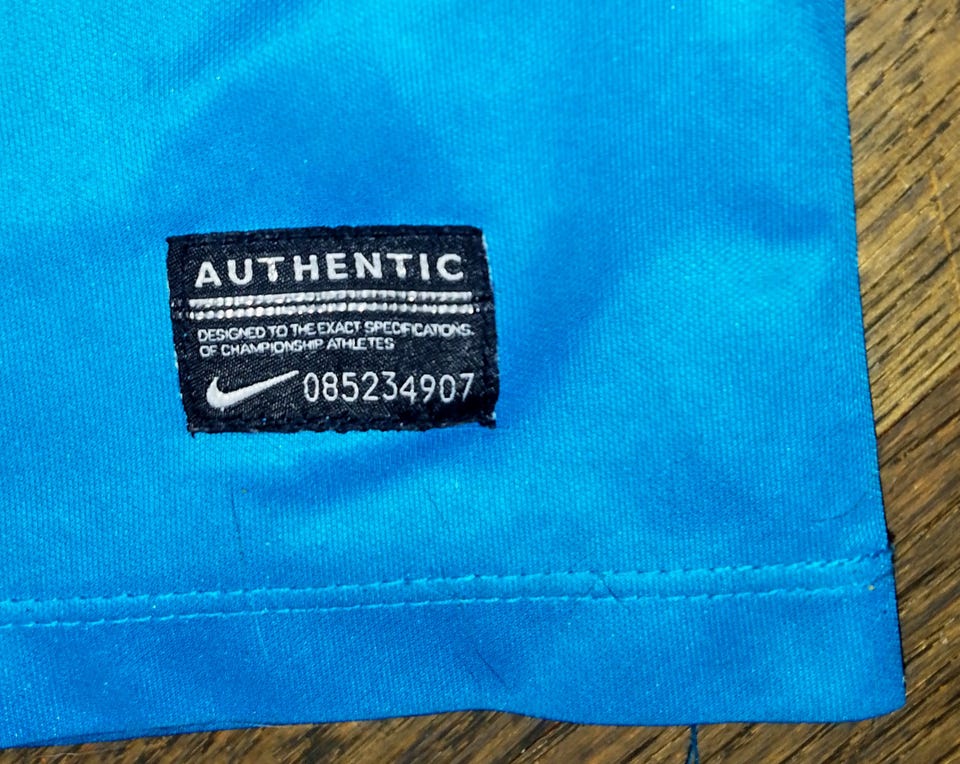 AUTHENTIC
DESIGNED TO THE EXACT SPECIFICATIONS
OF CHAMPIONSHIP ATHLETES
085234907